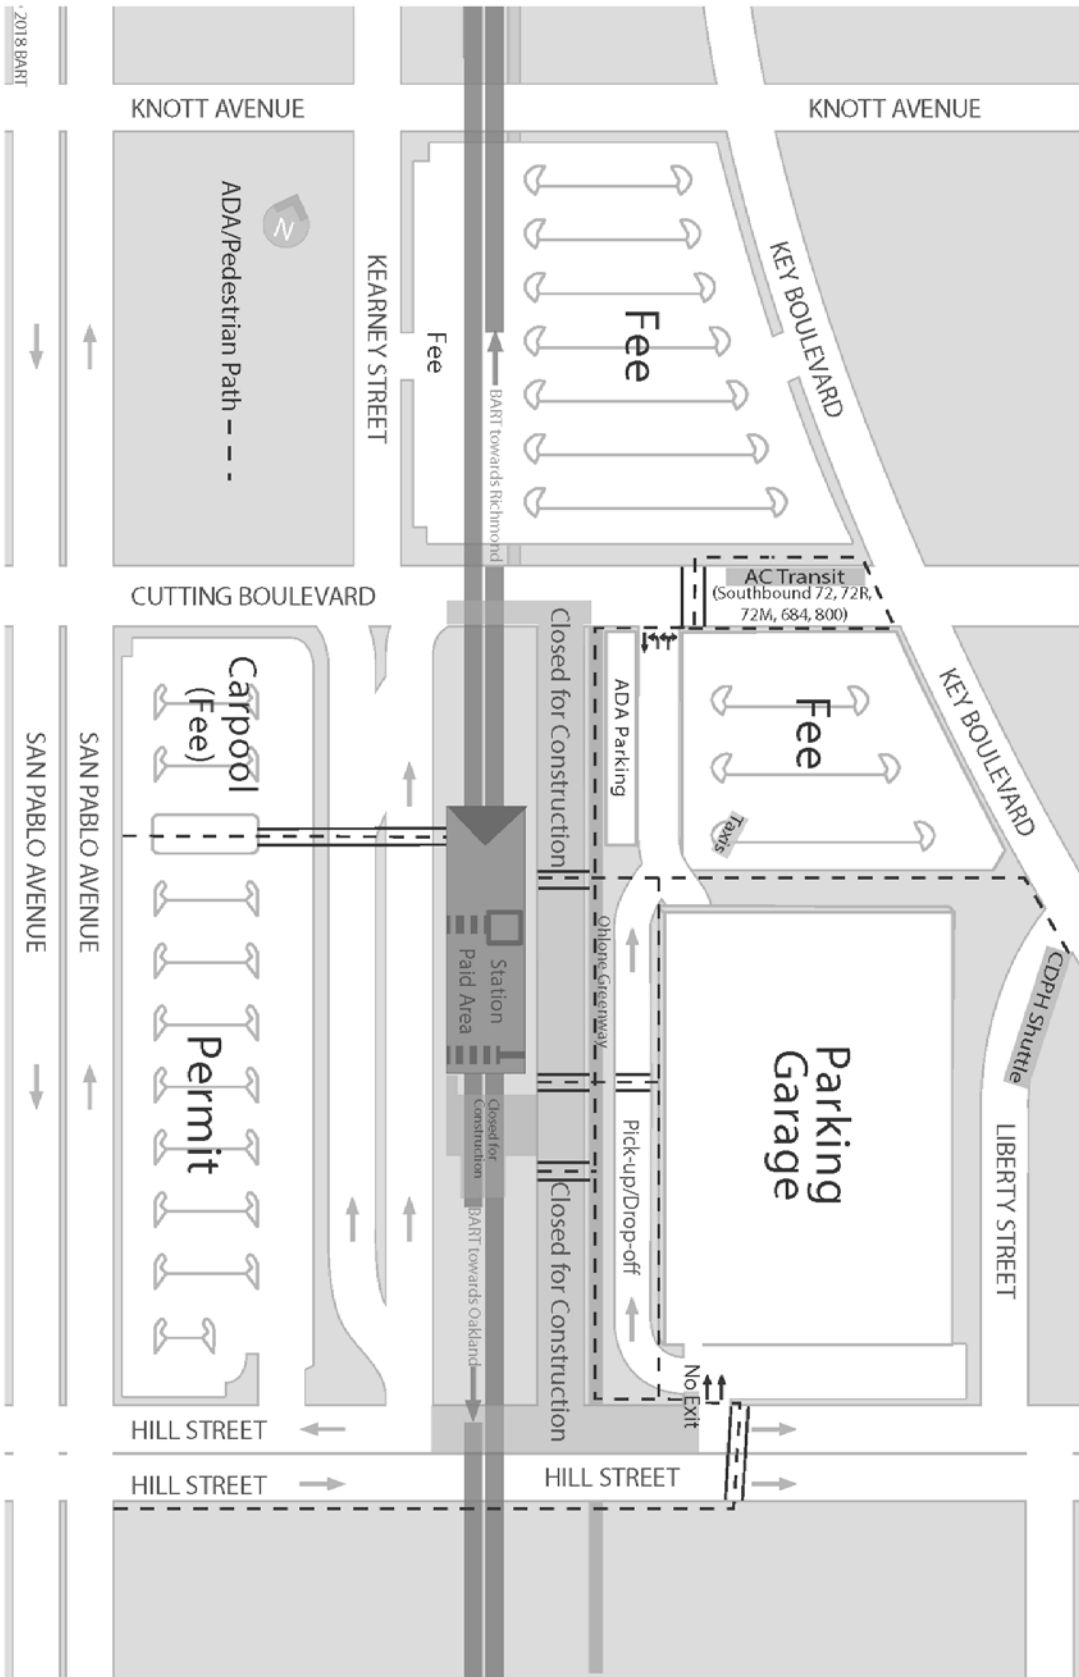 2018 BART
KNOTT AVENUE
KNOTT AVENUE
N
ADA/Pedestrian Path
KEARNEY STREET
Fee
Fee
KEY BOULEVARD
BART towards Richmond
CUTTING BOULEVARD
AC Transit
(Southbound 72, 72R,
72M, 684, 800)
Closed for Construction
ADA Parking
Fee
KEY BOULEVARD
Carpool
(Fee)
SAN PABLO AVENUE
SAN PABLO AVENUE
Taxis
Station
Paid Area
Ohlone Greenway
CDPH Shuttle
Parking
Garage
Permit
Closed for
Construction
Pick-up/Drop-off
LIBERTY STREET
BART towards Oakland
Closed for Construction
No Exit
HILL STREET
HILL STREET
HILL STREET